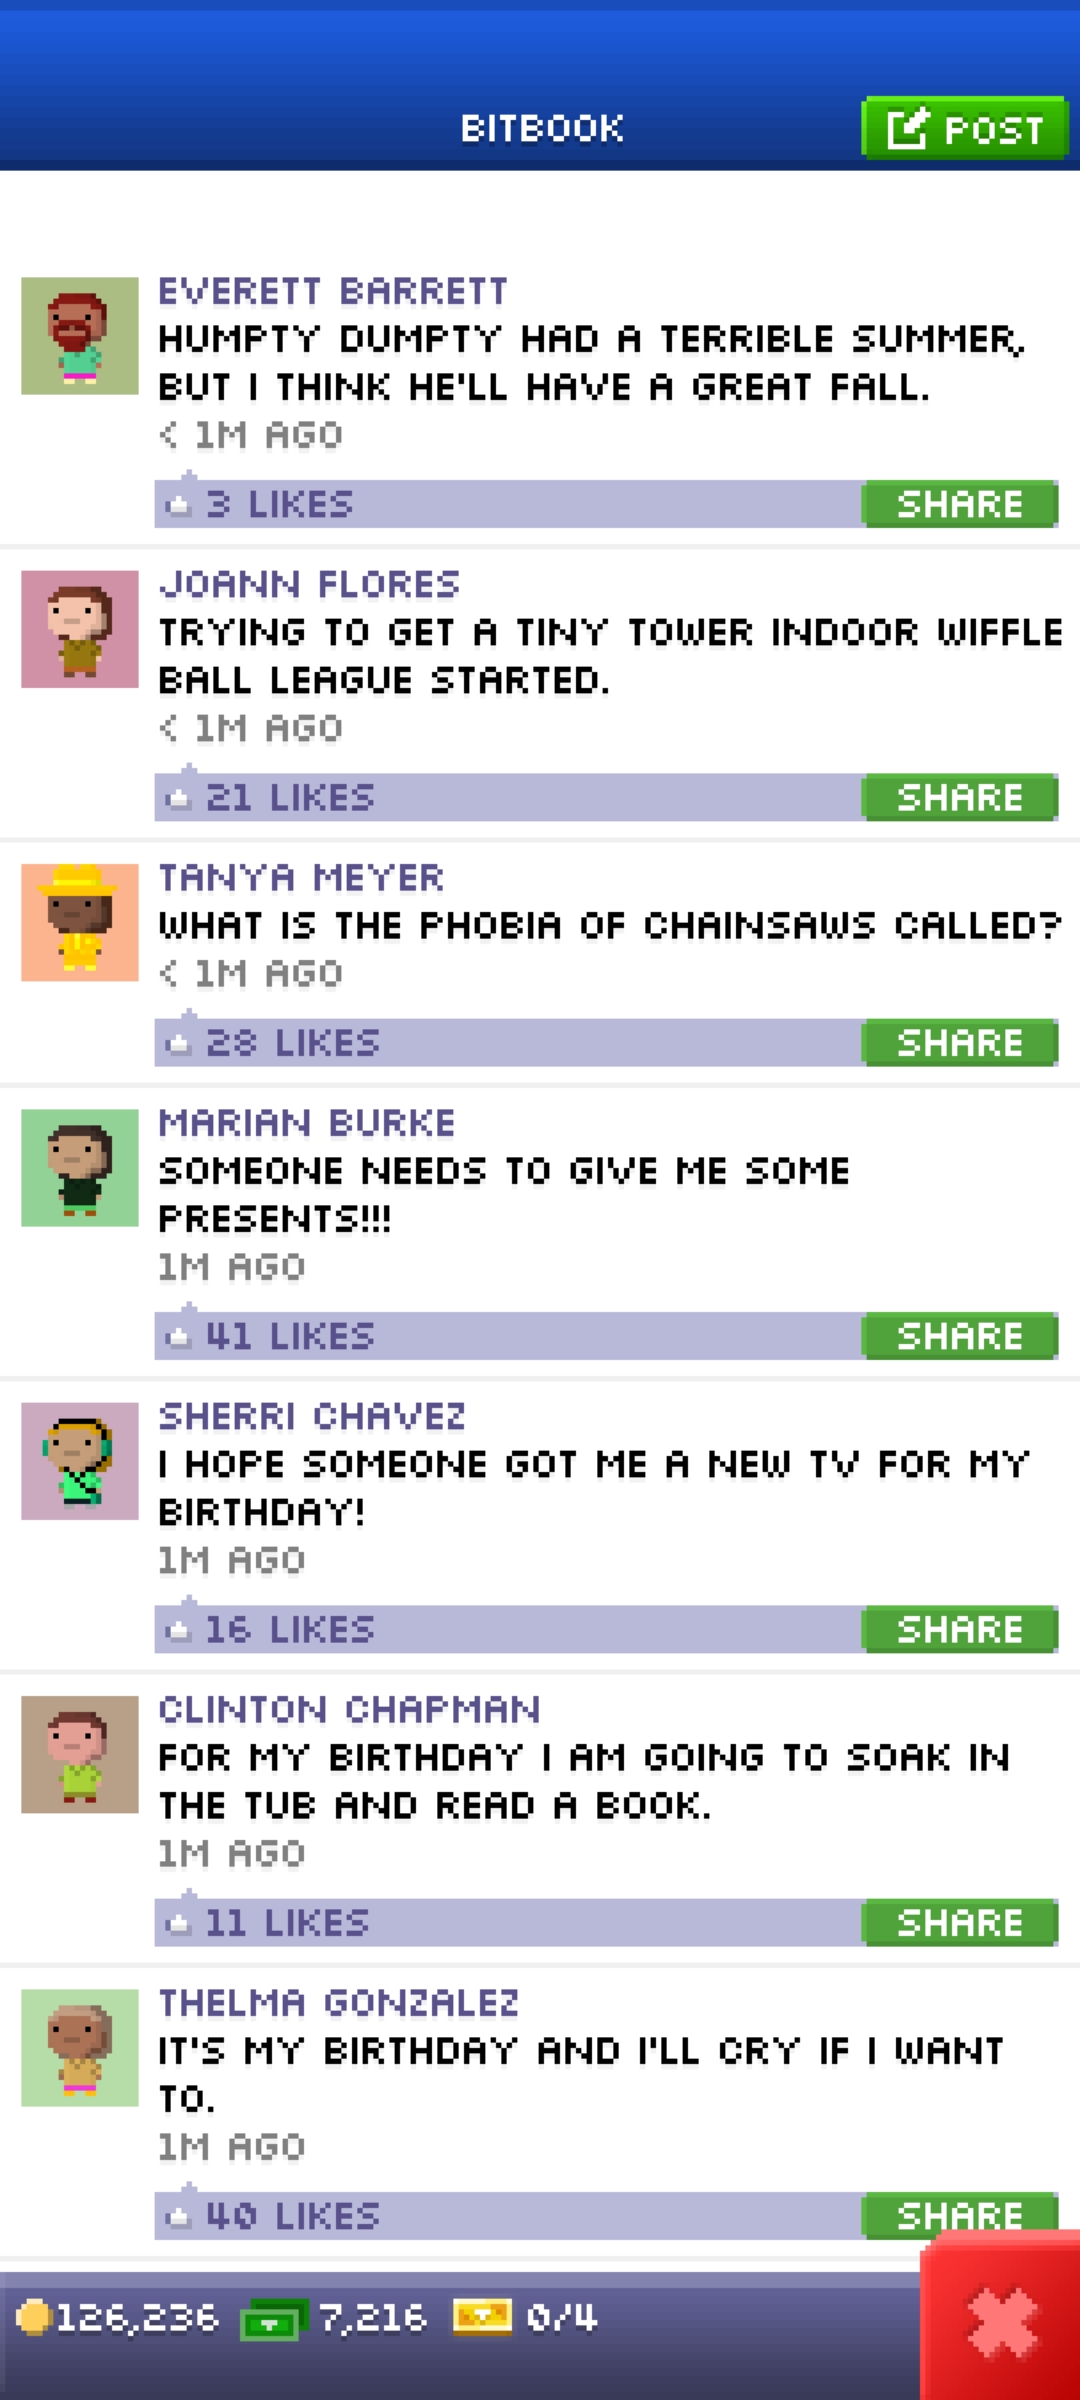 BITBOOK
POST
EVERETT BARRETT
HUMPTY DUMPTY HAD A TERRIBLE SUMMER,
BUT I THINK HE'LL HAVE A GREAT FALL.
< 1M AGO
3 LIKES
SHARE
JOANN FLORES
TRYING TO GET A TINY TOWER INDOOR WIFFLE
BALL LEAGUE STARTED.
< 1M AGO
21 LIKES
SHARE
TANYA MEYER
WHAT IS THE PHOBIA OF CHAINSAWS CALLED?
< 1M AGO
28 LIKES
SHARE
MARIAN BURKE
SOMEONE NEEDS TO GIVE ME SOME
PRESENTS!!!
1M AGO
41 LIKES
SHARE
SHERRI CHAVEZ
I HOPE SOMEONE GOT ME A NEW TV FOR MY
BIRTHDAY!
1M AGO
16 LIKES
SHARE
CLINTON CHAPMAN
FOR MY BIRTHDAY I AM GOING TO SOAK IN
THE TUB AND READ A BOOK.
1M AGO
11 LIKES
SHARE
THELMA GONZALEZ
IT'S MY BIRTHDAY AND I'LL CRY IF I WANT
TO.
1M AGO
40 LIKES
SHARE
126,236 7,216 0/4